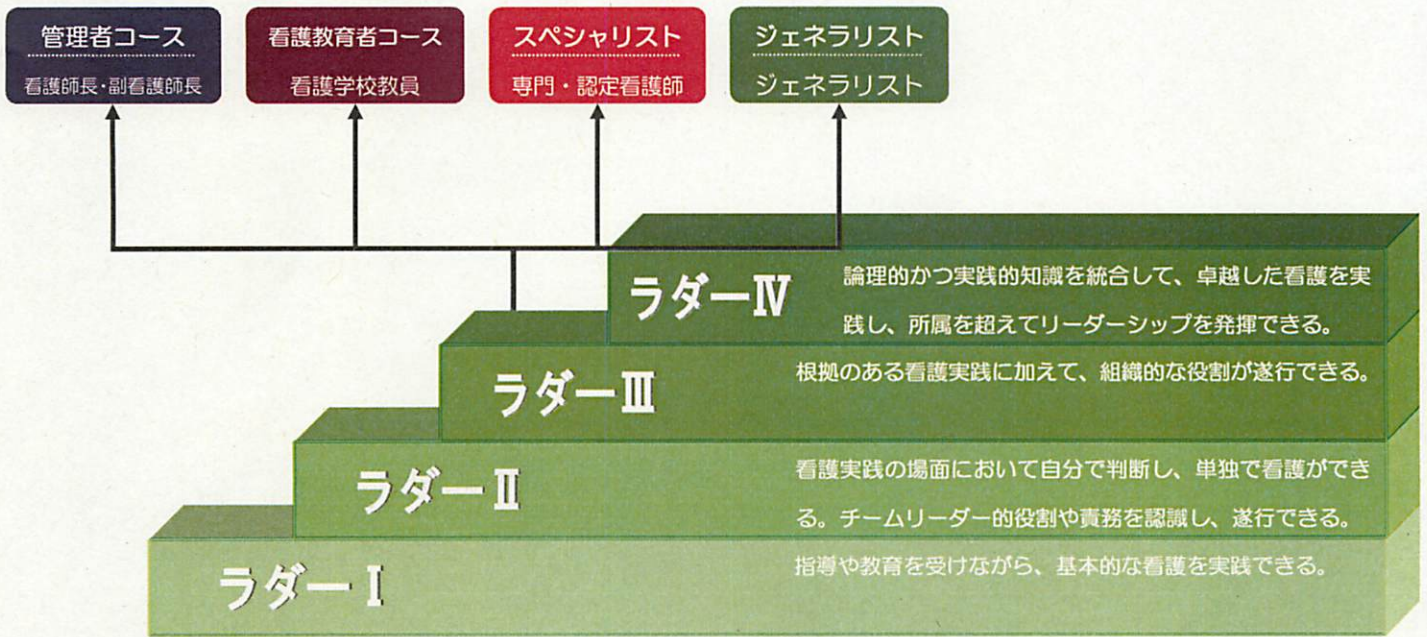 管理者コース
看護師長・副看護師長
看護教育者コース
看護学校教員
スペシャリスト
専門・認定看護師
ジェネラリスト
ジェネラリスト
ラダーⅣ
論理的かつ実践的知識を統合して、卓越した看護を実
践し、所属を超えてリーダーシップを発揮できる。
ラダーⅢ
根拠のある看護実践に加えて、組織的な役割が遂行できる。
ラダーⅡ
看護実践の場面において自分で判断し、単独で看護ができ
る。チームリーダー的役割や責務を認識し、遂行できる。
ラダーⅠ
指導や教育を受けながら、基本的な看護を実践できる。